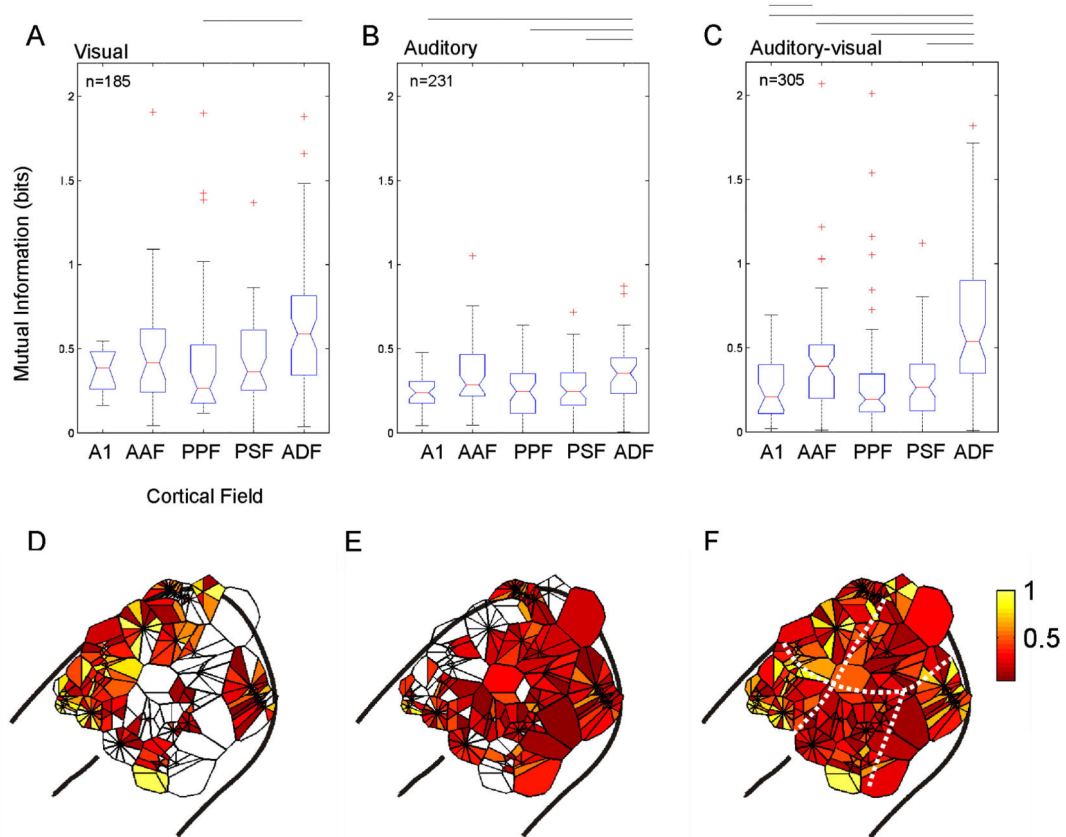 A
Visual
n=185
B
Auditory
n=231
C
Auditory-visual
n=305
Mutual Information (bits)
2
1.5
1
0.5
0
2
1.5
1
0.5
0
2
1.5
1
0.5
0
A1 AAF PPF PSF ADF
A1 AAF PPF PSF ADF
A1 AAF PPF PSF ADF
Cortical Field
D
E
F
1
0.5